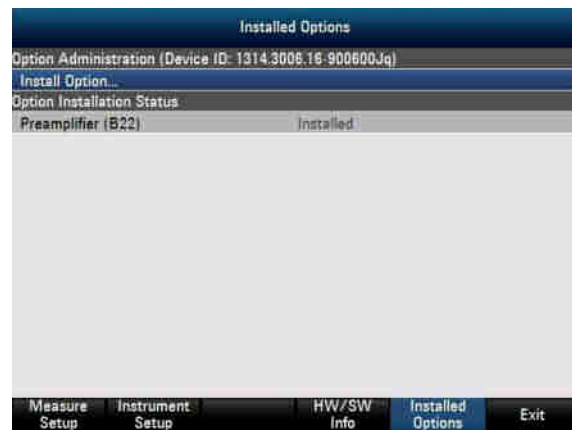 Installed Options
Option Administration (Device ID: 1314.3006.16-900600Jq)
Install Option...
Option Installation Status
Preamplifier (B22) Installed
Measure Setup
Instrument Setup
HW/SW Info
Installed Options
Exit